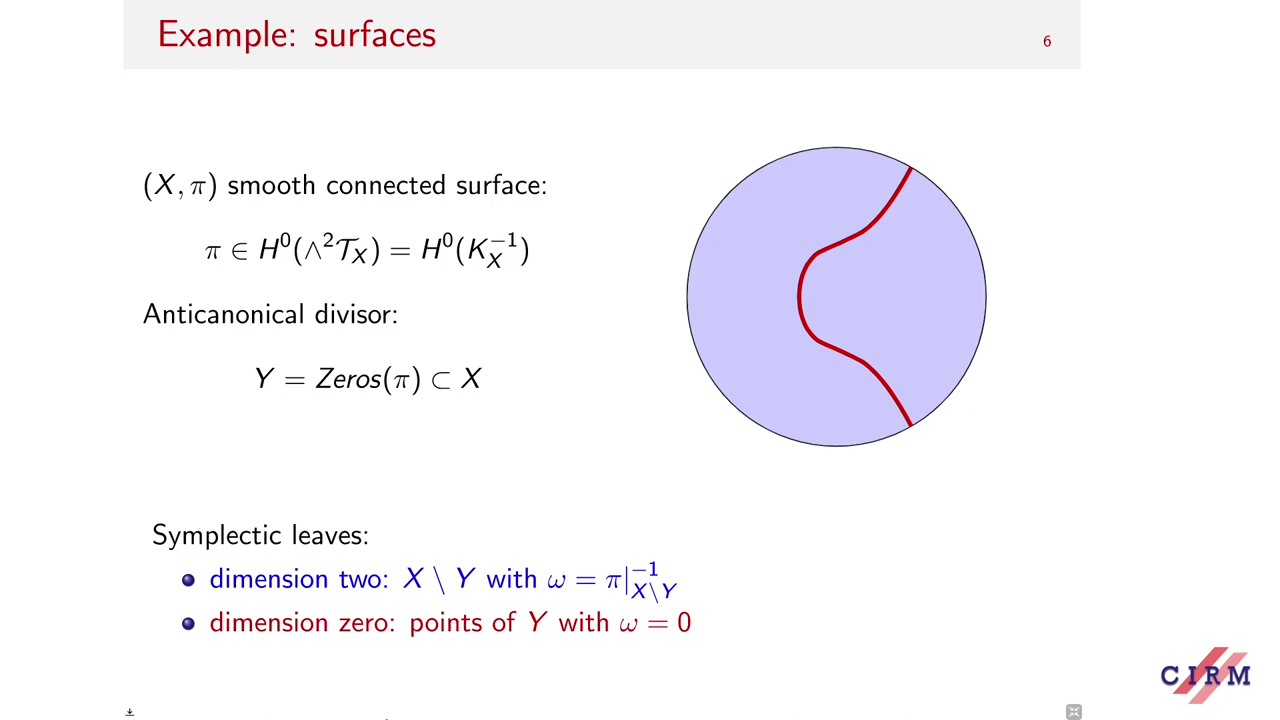 Example: surfaces
6
(X, π) smooth connected surface:
π ∈ H⁰(∧²𝒯_X) = H⁰(K_X⁻¹)
Anticanonical divisor:
Y = Zeros(π) ⊂ X
Symplectic leaves:
dimension two: X \ Y with ω = π|_{X\Y}⁻¹
dimension zero: points of Y with ω = 0
CIRM